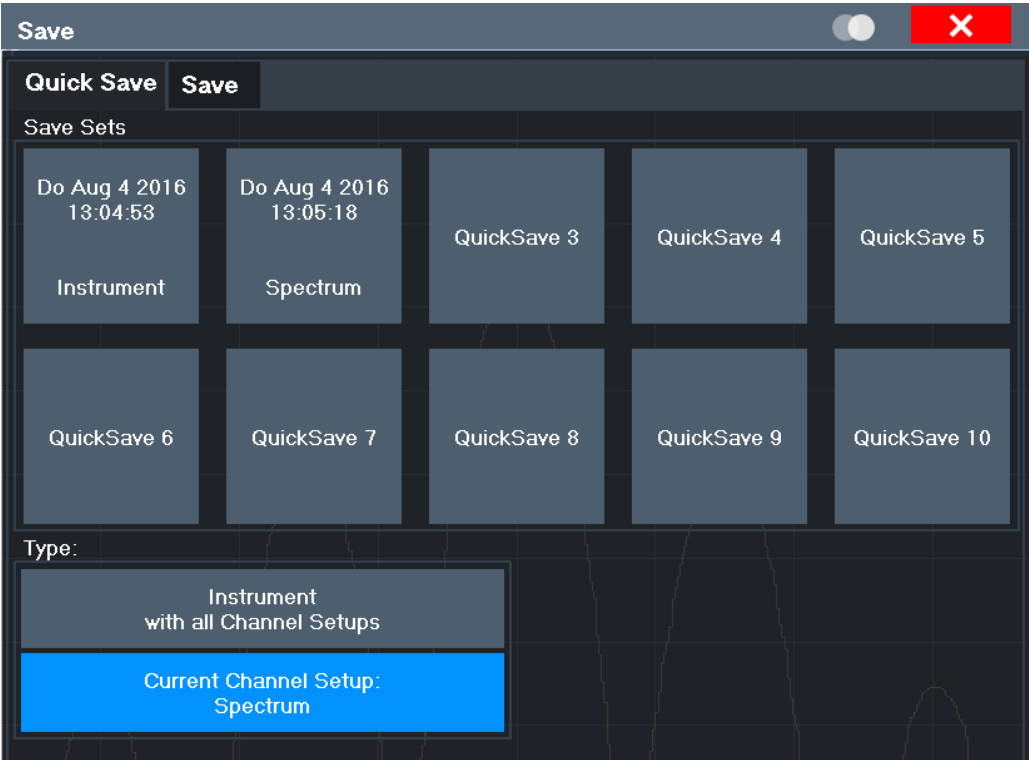 Save
Quick Save Save
Save Sets
Do Aug 4 2016
13:04:53
Instrument
Do Aug 4 2016
13:05:18
Spectrum
QuickSave 3
QuickSave 4
QuickSave 5
QuickSave 6
QuickSave 7
QuickSave 8
QuickSave 9
QuickSave 10
Type:
Instrument
with all Channel Setups
Current Channel Setup:
Spectrum